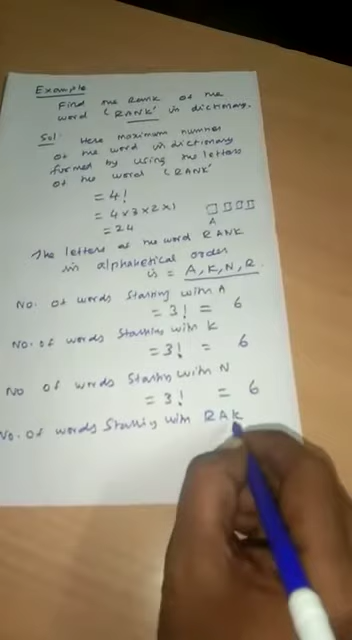 Example
Find the Rank of the
word 'RANK' in dictionary.
Sol: Here maximum number
of the word in dictionary
formed by using the letters
of the word 'RANK'
= 4!
= 4×3×2×1
= 24
A
The letters of the word RANK
in alphabetical order
is = A, K, N, R.
No. of words starting with A
= 3! = 6
No. of words starting with K
= 3! = 6
No of words starting with N
= 3! = 6
No. of words starting with RAK